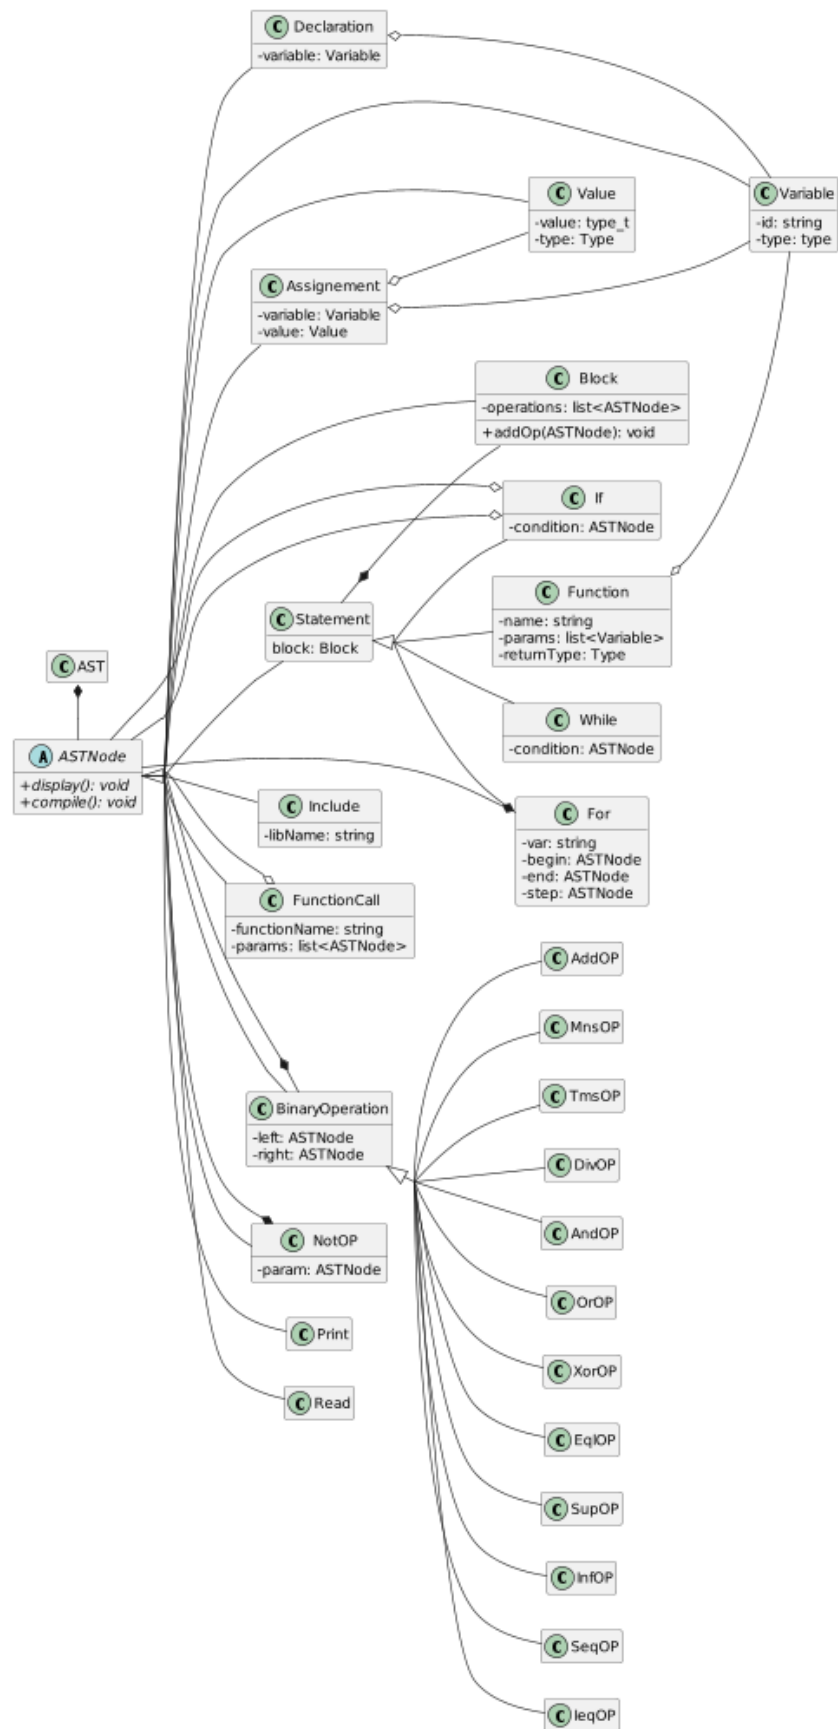 C Declaration
-variable: Variable
C Value
-value: type_t
-type: Type
C Variable
-id: string
-type: type
C Assignement
-variable: Variable
-value: Value
C Block
-operations: list<ASTNode>
+addOp(ASTNode): void
C If
-condition: ASTNode
C Function
-name: string
-params: list<Variable>
-returnType: Type
C Statement
block: Block
C AST
A ASTNode
+display(): void
+compile(): void
C While
-condition: ASTNode
C Include
-libName: string
C For
-var: string
-begin: ASTNode
-end: ASTNode
-step: ASTNode
C FunctionCall
-functionName: string
-params: list<ASTNode>
C AddOP
C MnsOP
C TmsOP
C BinaryOperation
-left: ASTNode
-right: ASTNode
C DivOP
C AndOP
C NotOP
-param: ASTNode
C OrOP
C Print
C XorOP
C Read
C EqlOP
C SupOP
C InfOP
C SeqOP
C IeqOP